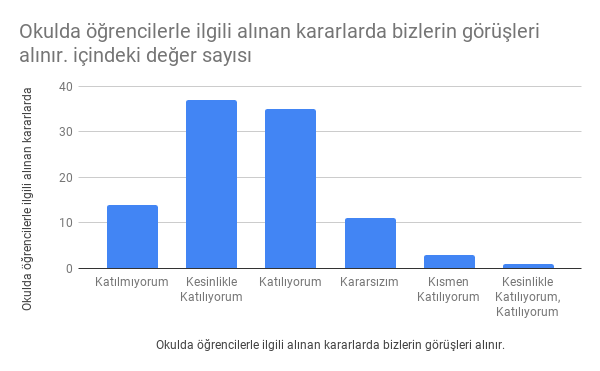 Okulda öğrencilerle ilgili alınan kararlarda bizlerin görüşleri
alınır. içindeki değer sayısı
Okulda öğrencilerle ilgili alınan kararlarda
40
30
20
10
0
Katılmıyorum
Kesinlikle
Katılıyorum
Katılıyorum
Kararsızım
Kısmen
Katılıyorum
Kesinlikle
Katılıyorum,
Katılıyorum
Okulda öğrencilerle ilgili alınan kararlarda bizlerin görüşleri alınır.